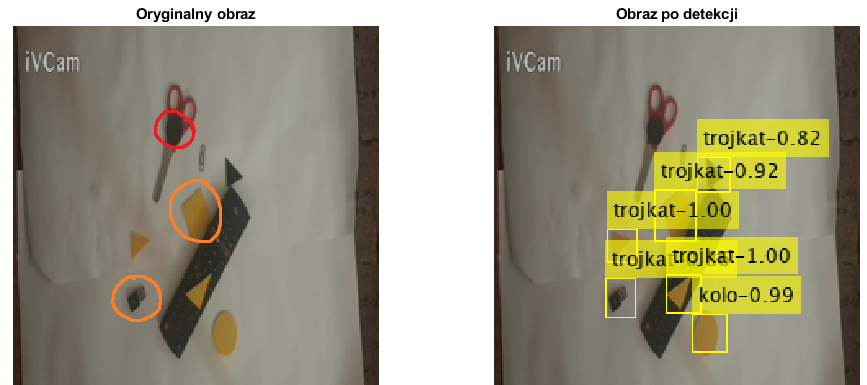 Oryginalny obraz
Obraz po detekcji
iVCam
iVCam
trojkat-0.82
trojkat-0.92
trojkat-1.00
trojkat-1.00
kolo-0.99